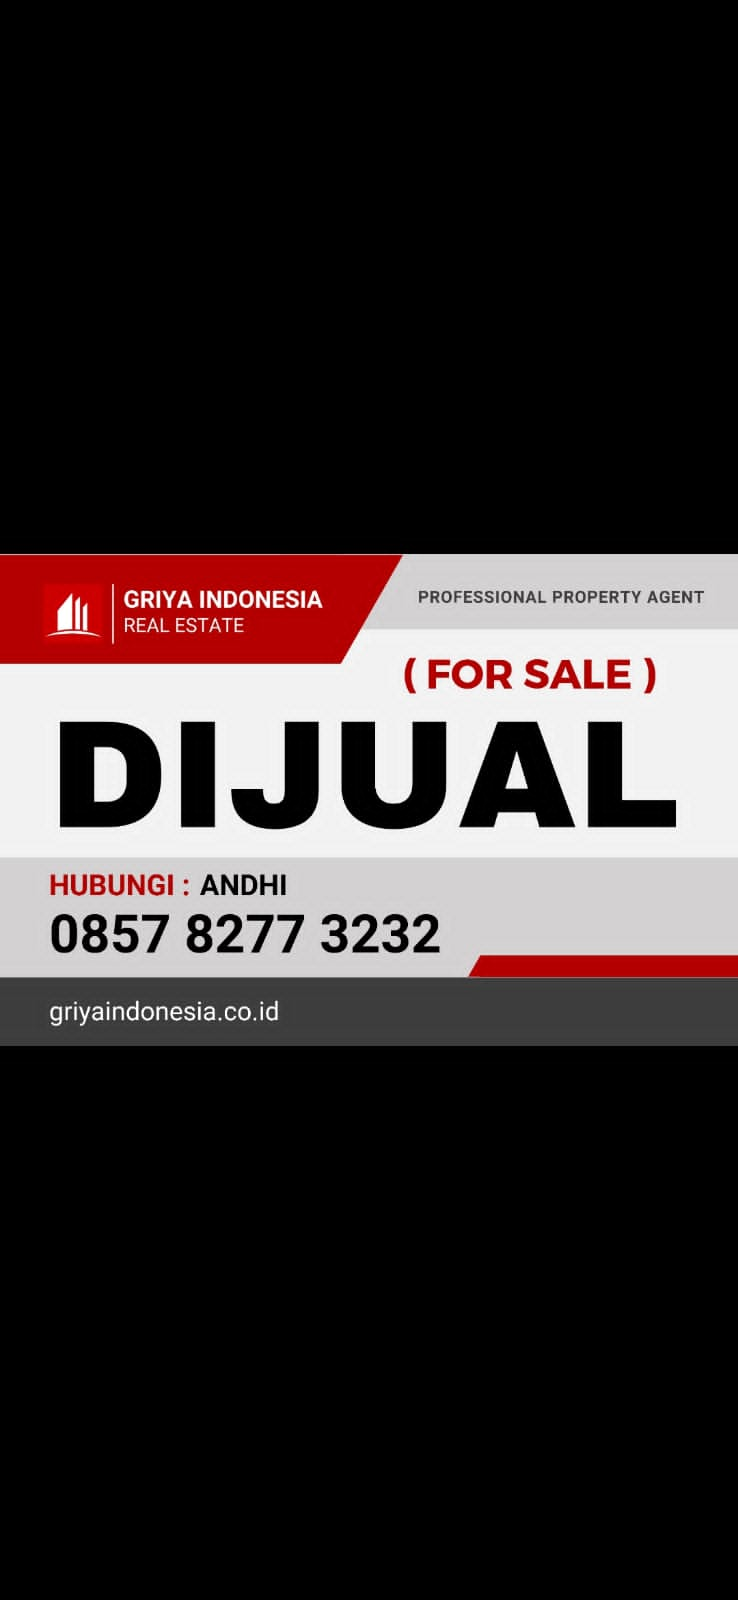 GRIYA INDONESIA
REAL ESTATE
PROFESSIONAL PROPERTY AGENT
( FOR SALE )
DIJUAL
HUBUNGI : ANDHI
0857 8277 3232
griyaindonesia.co.id